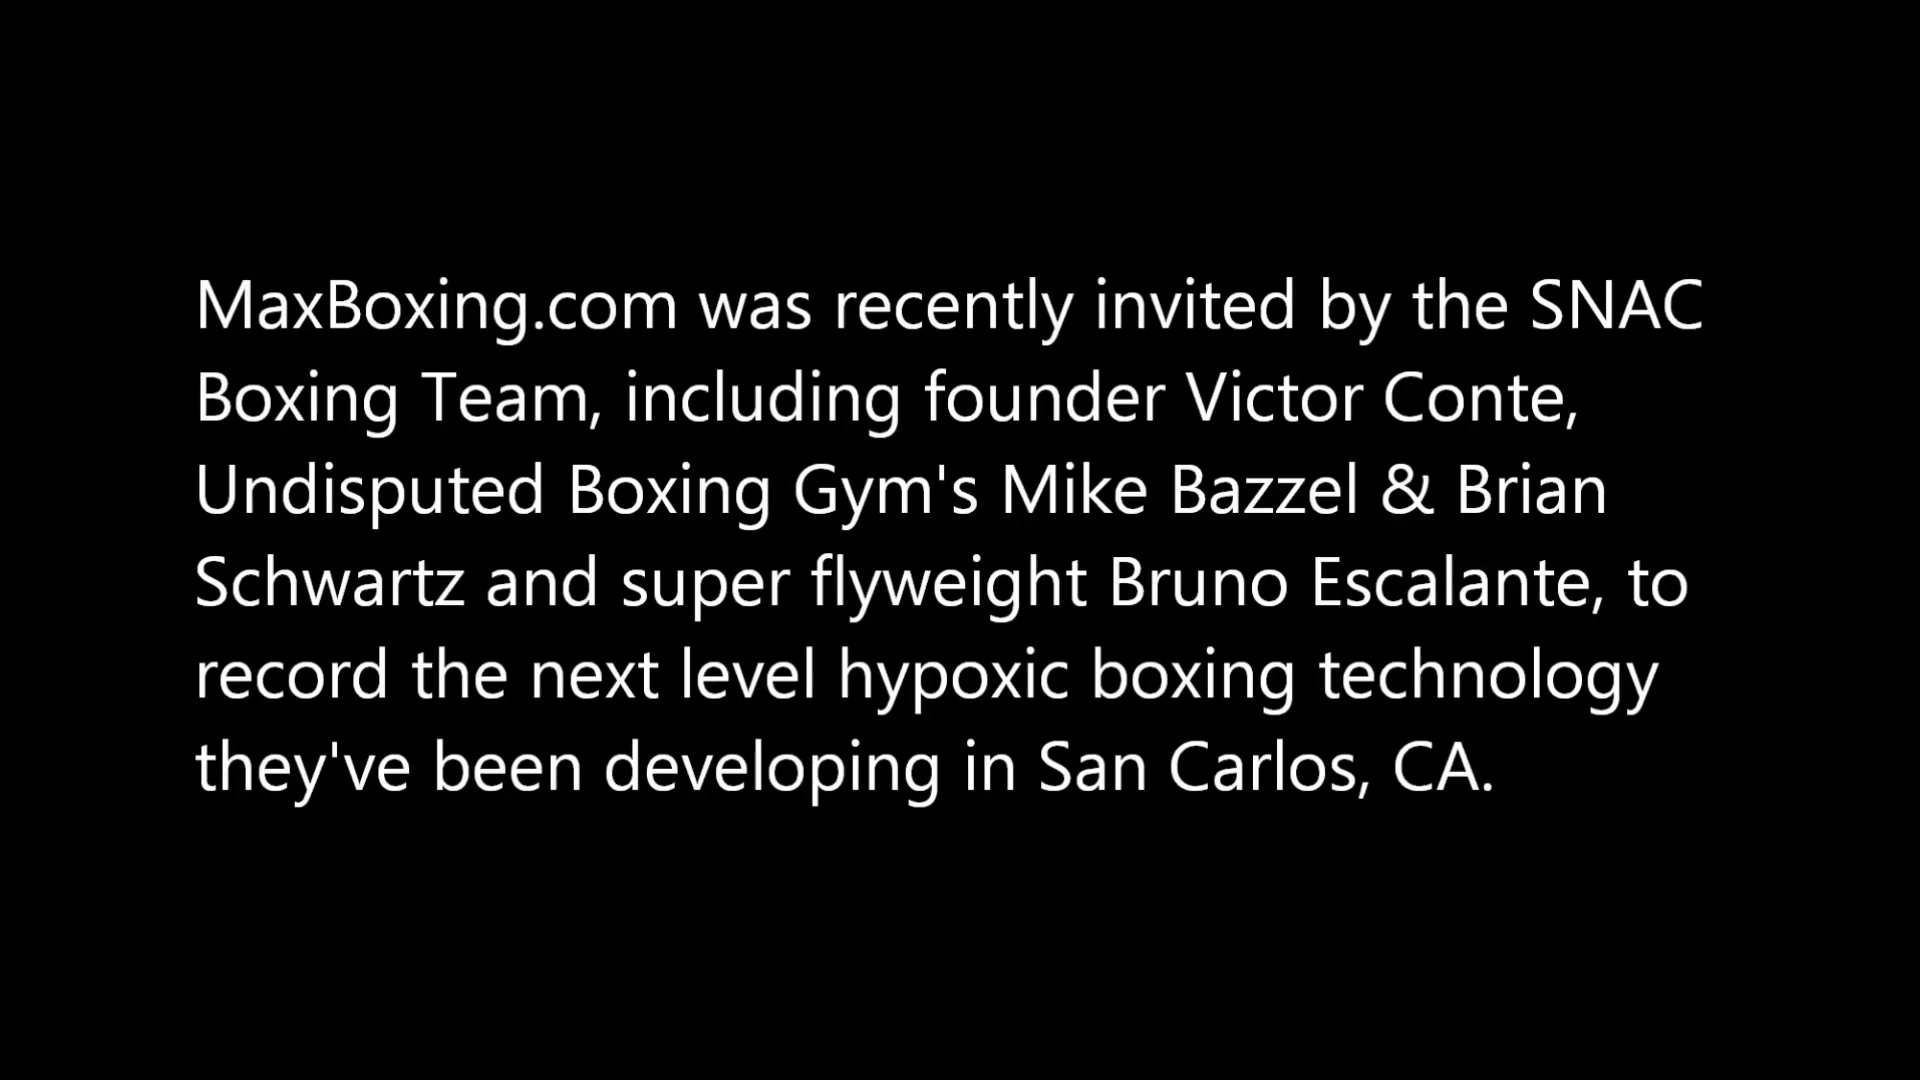 MaxBoxing.com was recently invited by the SNAC
Boxing Team, including founder Victor Conte,
Undisputed Boxing Gym's Mike Bazzel & Brian
Schwartz and super flyweight Bruno Escalante, to
record the next level hypoxic boxing technology
they've been developing in San Carlos, CA.